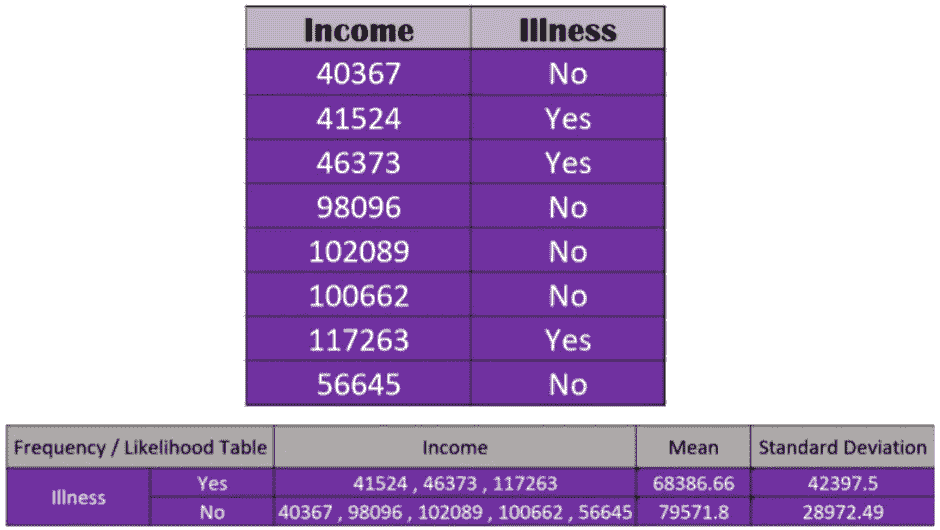 Income Illness
40367 No
41524 Yes
46373 Yes
98096 No
102089 No
100662 No
117263 Yes
56645 No
Frequency / Likelihood Table Income Mean Standard Deviation
Illness Yes 41524 , 46373 , 117263 68386.66 42397.5
No 40367 , 98096 , 102089 , 100662 , 56645 79571.8 28972.49